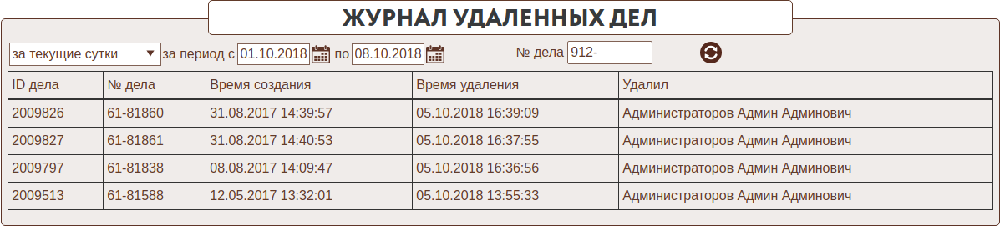 ЖУРНАЛ УДАЛЕННЫХ ДЕЛ
за текущие сутки за период с 01.10.2018 по 08.10.2018 № дела 912-
ID дела № дела Время создания Время удаления Удалил
2009826 61-81860 31.08.2017 14:39:57 05.10.2018 16:39:09 Администраторов Админ Админович
2009827 61-81861 31.08.2017 14:40:53 05.10.2018 16:37:55 Администраторов Админ Админович
2009797 61-81838 08.08.2017 14:09:47 05.10.2018 16:36:56 Администраторов Админ Админович
2009513 61-81588 12.05.2017 13:32:01 05.10.2018 13:55:33 Администраторов Админ Админович